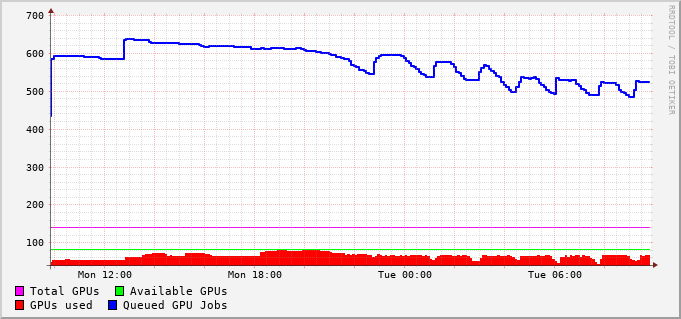 700
600
500
400
300
200
100
Mon 12:00 Mon 18:00 Tue 00:00 Tue 06:00
Total GPUs Available GPUs
GPUs used Queued GPU Jobs
RRDTOOL / TOBI OETIKER